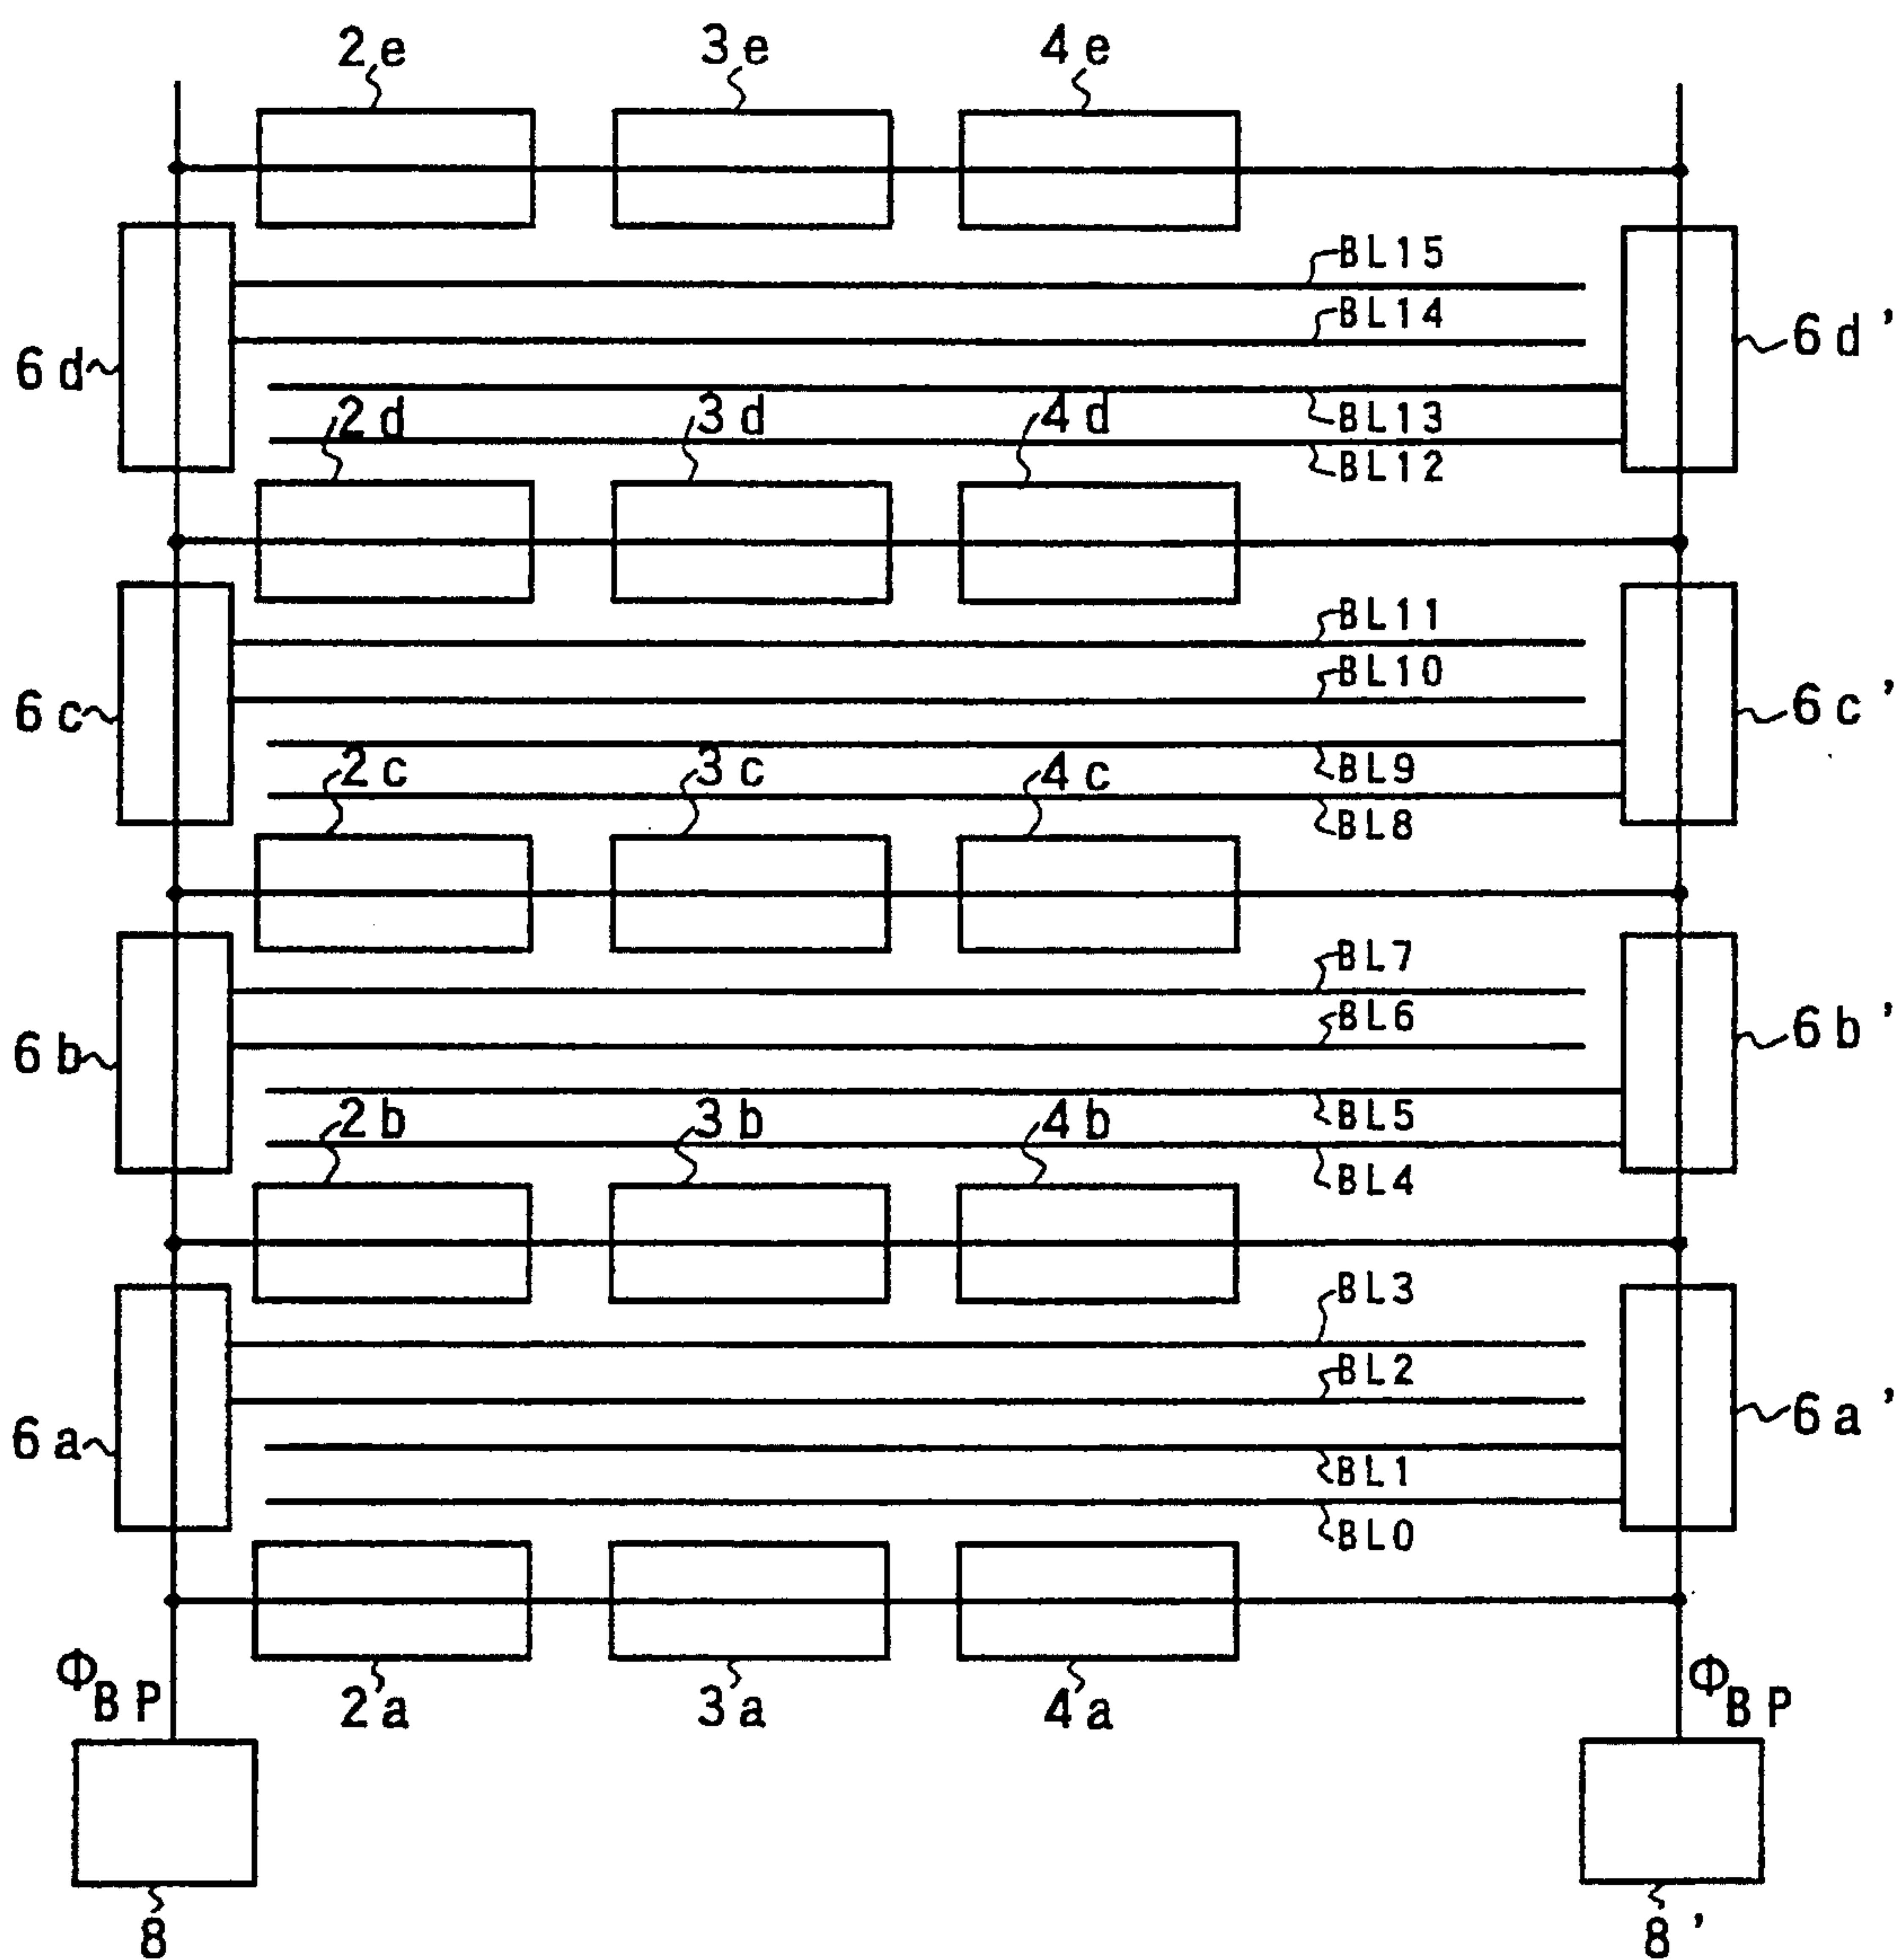 2e 3e 4e
BL15
BL14
6d 6d'
2d 3d 4d BL13
BL12
BL11
BL10
6c 6c'
2c 3c 4c BL9
BL8
BL7
BL6
6b 6b'
2b 3b 4b BL5
BL4
BL3
BL2
6a 6a'
BL1
BL0
ΦBP ΦBP
2a 3a 4a
8 8'